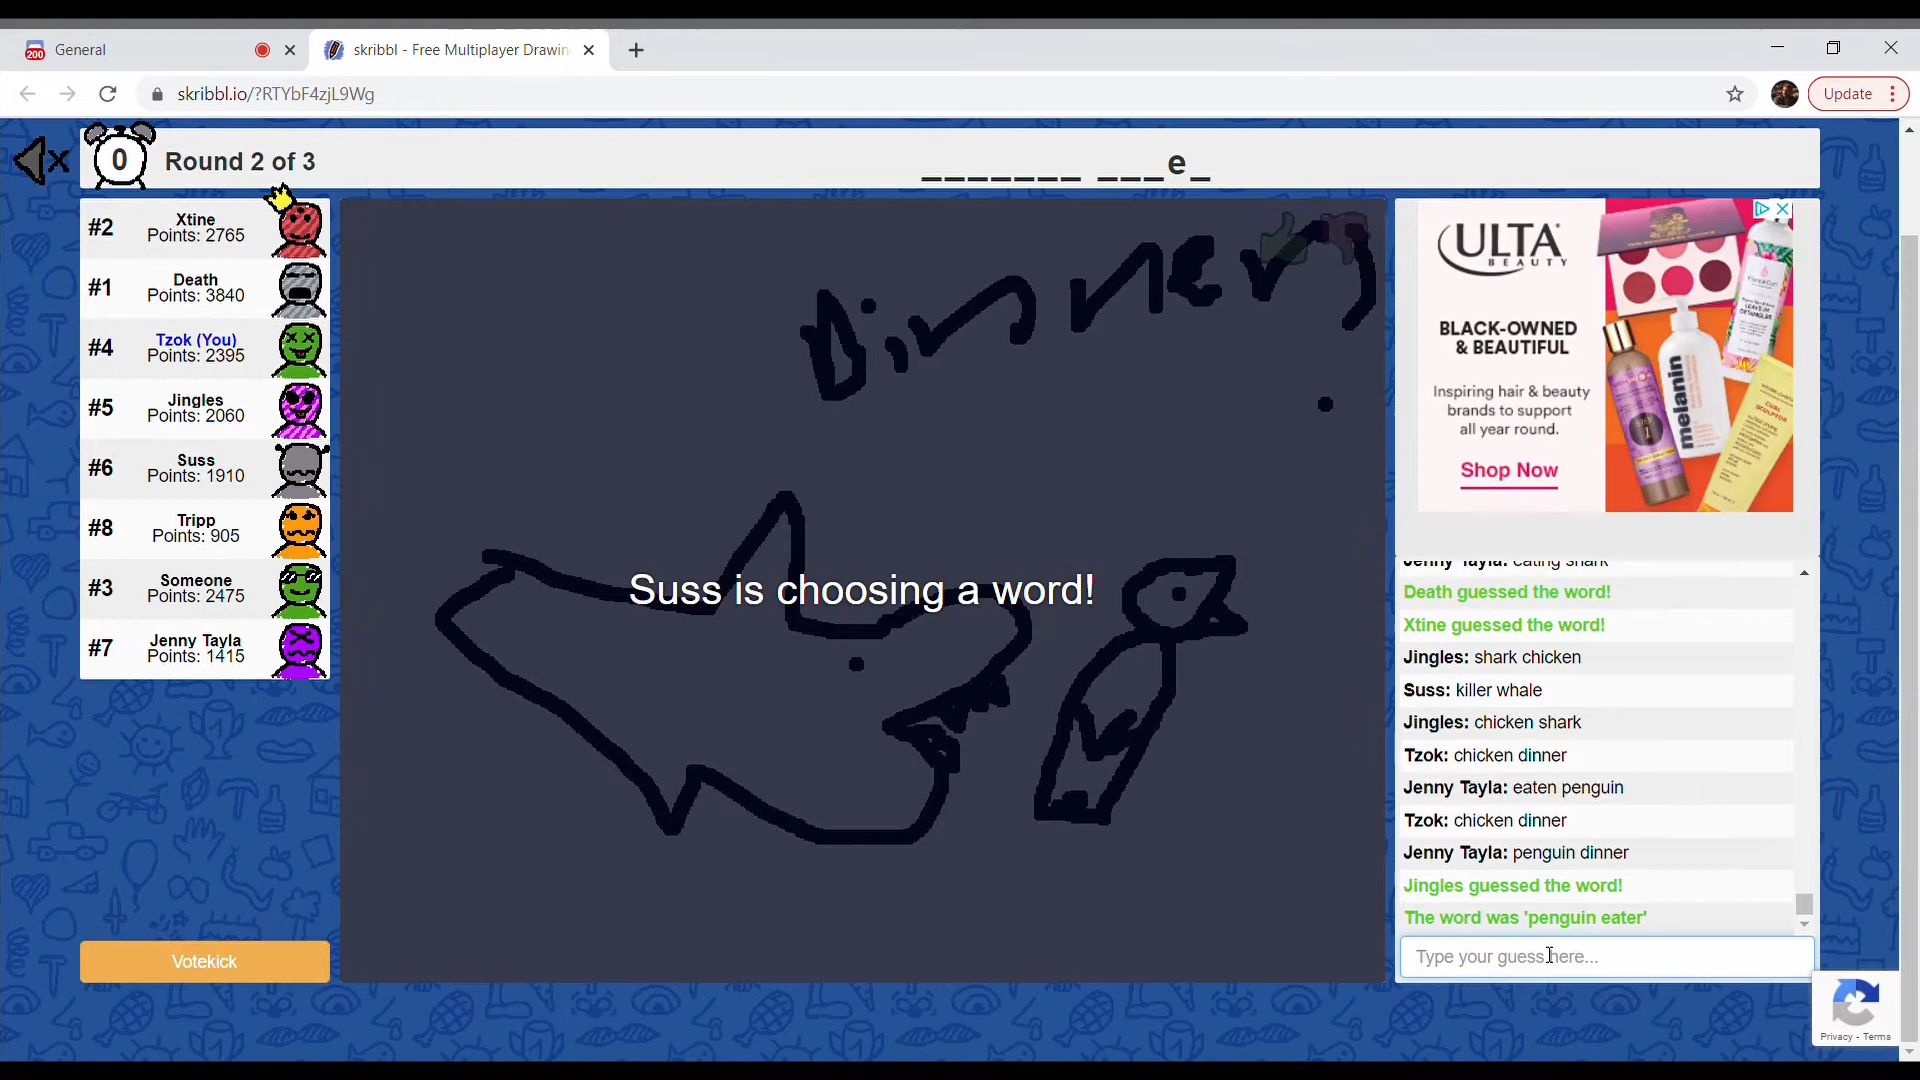 General
skribbl - Free Multiplayer Drawin
200
skribbl.io/?RTYbF4zjL9Wg
Update
0
Round 2 of 3
_______ ___e_
#2 Xtine
Points: 2765
#1 Death
Points: 3840
#4 Tzok (You)
Points: 2395
#5 Jingles
Points: 2060
#6 Suss
Points: 1910
#8 Tripp
Points: 905
#3 Someone
Points: 2475
#7 Jenny Tayla
Points: 1415
Votekick
Suss is choosing a word!
ULTA
BEAUTY
BLACK-OWNED
& BEAUTIFUL
Inspiring hair & beauty
brands to support
all year round.
Shop Now
melanin
Jenny Tayla: eating shark
Death guessed the word!
Xtine guessed the word!
Jingles: shark chicken
Suss: killer whale
Jingles: chicken shark
Tzok: chicken dinner
Jenny Tayla: eaten penguin
Tzok: chicken dinner
Jenny Tayla: penguin dinner
Jingles guessed the word!
The word was 'penguin eater'
Type your guess here...
Privacy - Terms